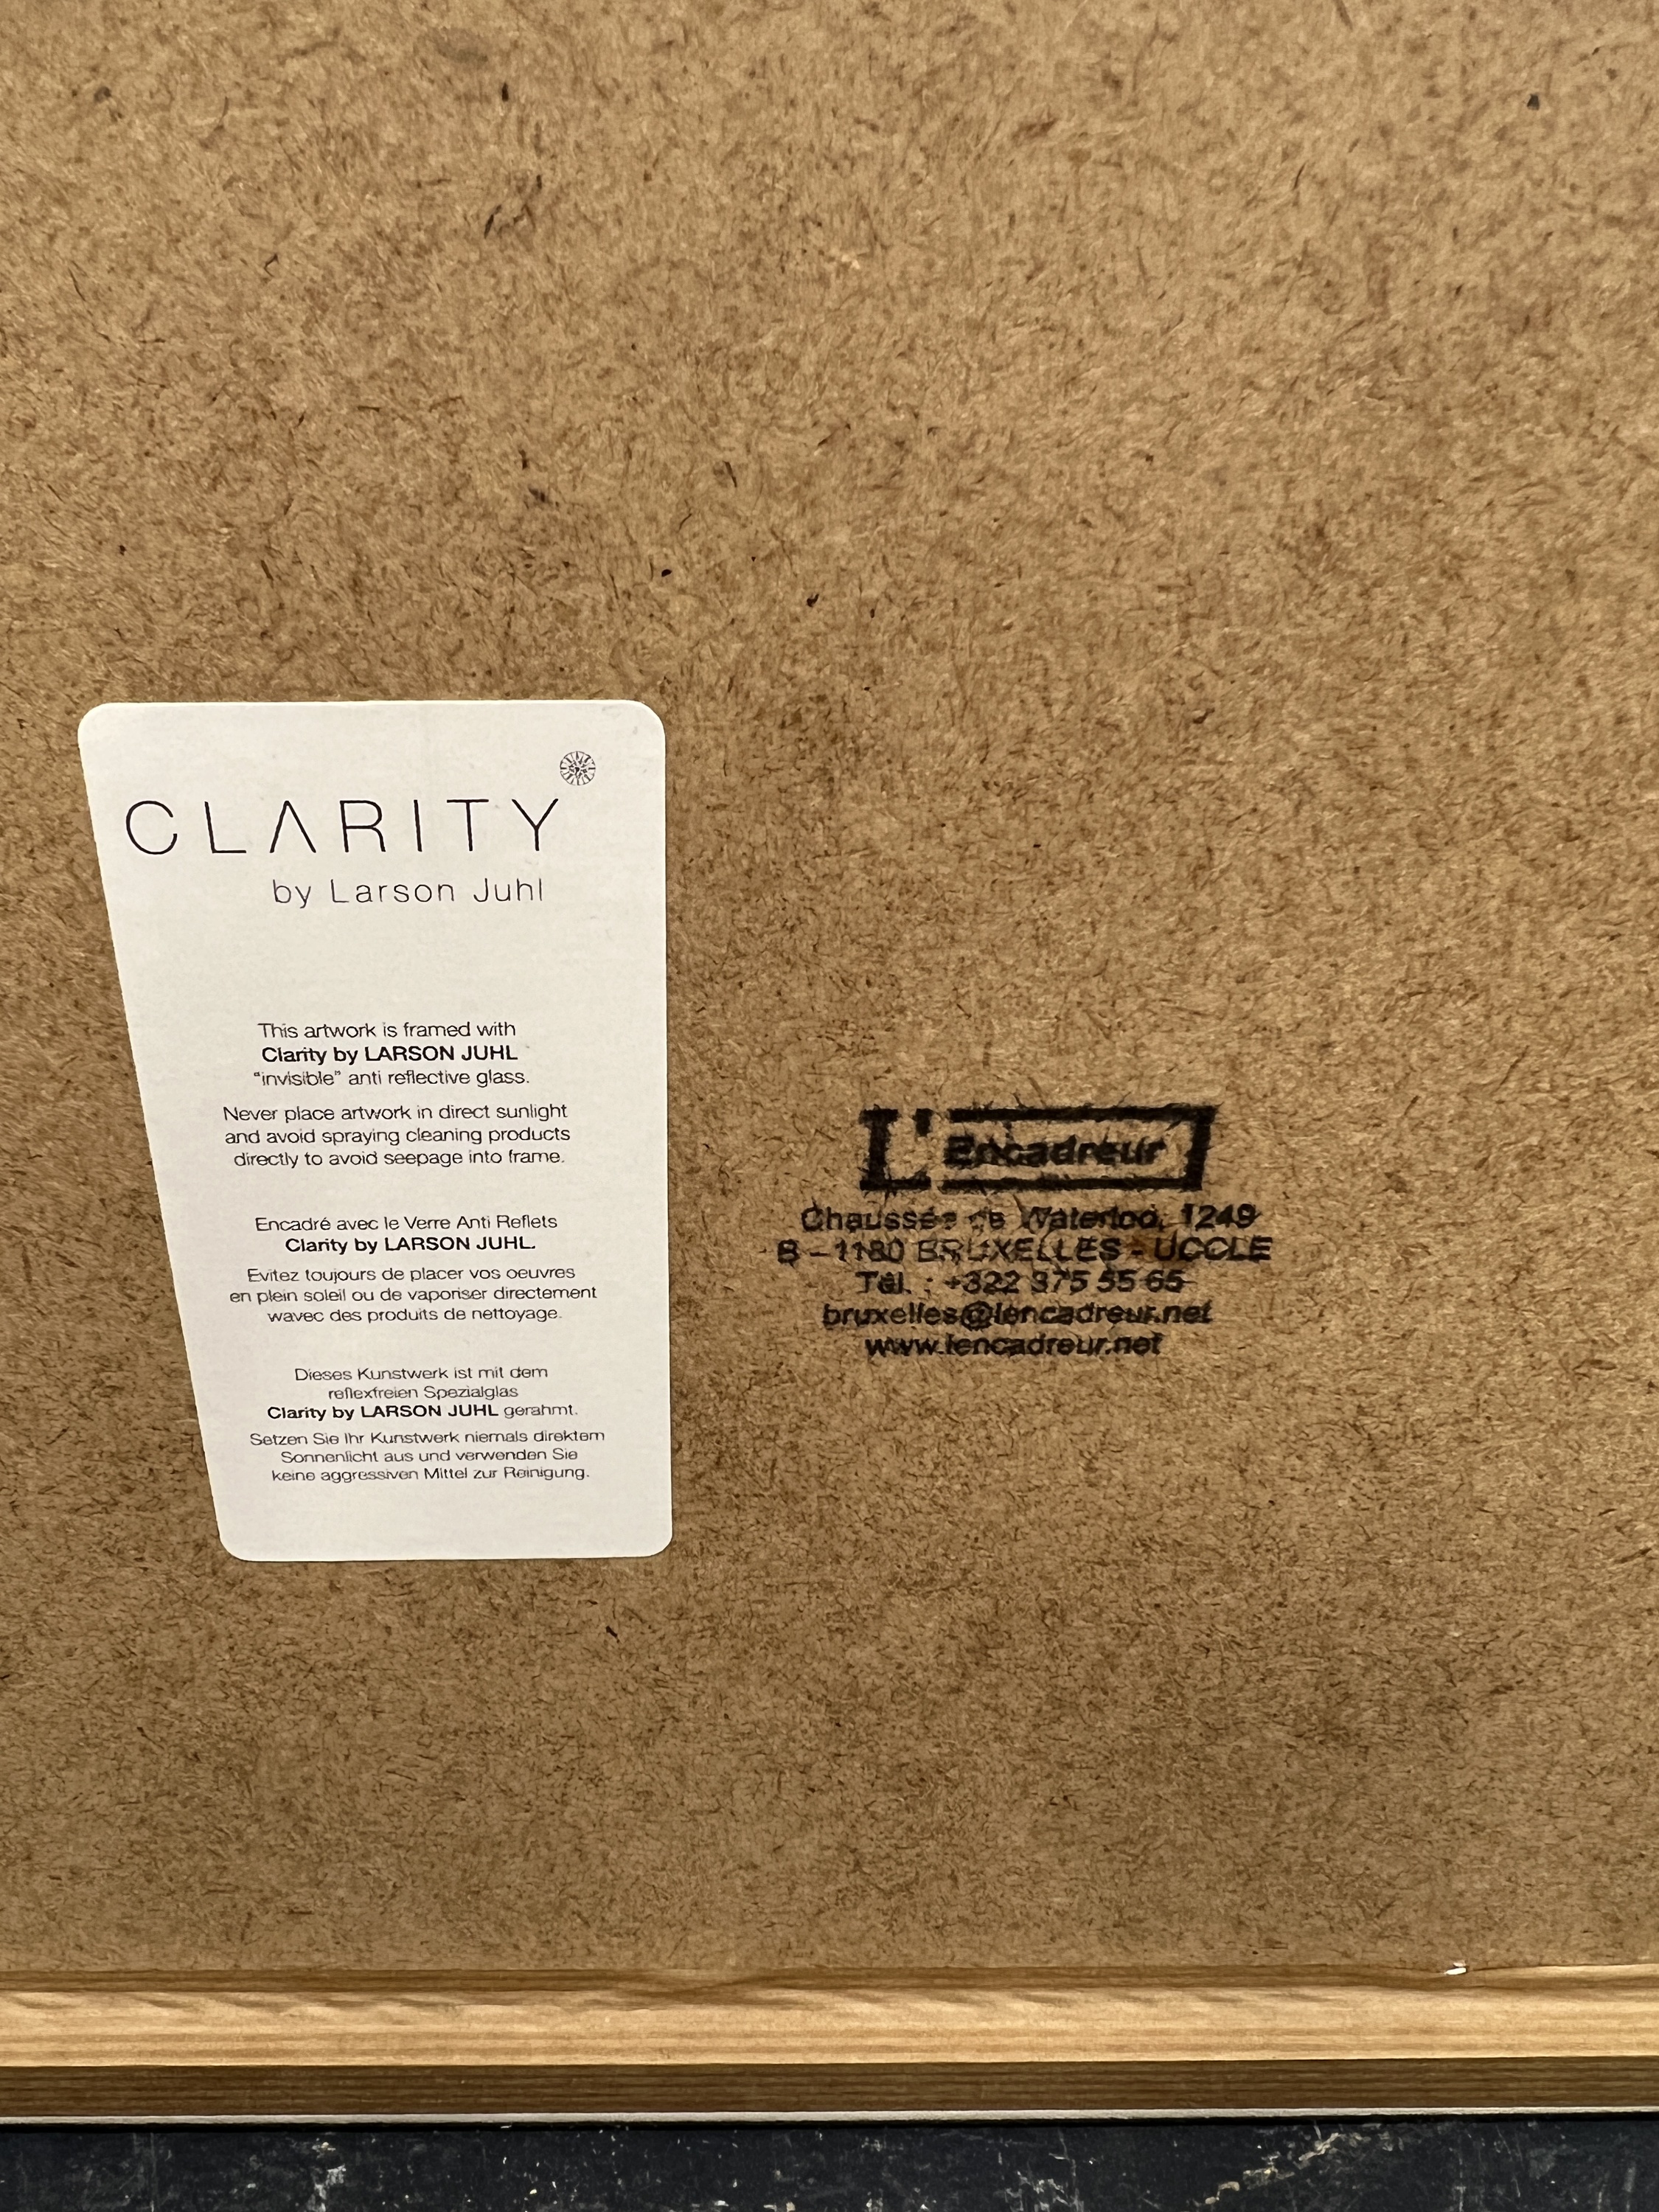 CLARITY
by Larson Juhl
This artwork is framed with
Clarity by LARSON JUHL
"invisible" anti reflective glass.
Never place artwork in direct sunlight
and avoid spraying cleaning products
directly to avoid seepage into frame.
Encadré avec le Verre Anti Reflets
Clarity by LARSON JUHL.
Evitez toujours de placer vos oeuvres
en plein soleil ou de vaporiser directement
wavec des produits de nettoyage.
Dieses Kunstwerk ist mit dem
reflexfreien Spezialglas
Clarity by LARSON JUHL gerahmt.
Setzen Sie Ihr Kunstwerk niemals direktem
Sonnenlicht aus und verwenden Sie
keine aggressiven Mittel zur Reinigung.
L'Encadreur
Chaussée de Waterloo, 1249
B - 1180 BRUXELLES - UCCLE
Tél. : +322 375 55 65
bruxelles@lencadreur.net
www.lencadreur.net